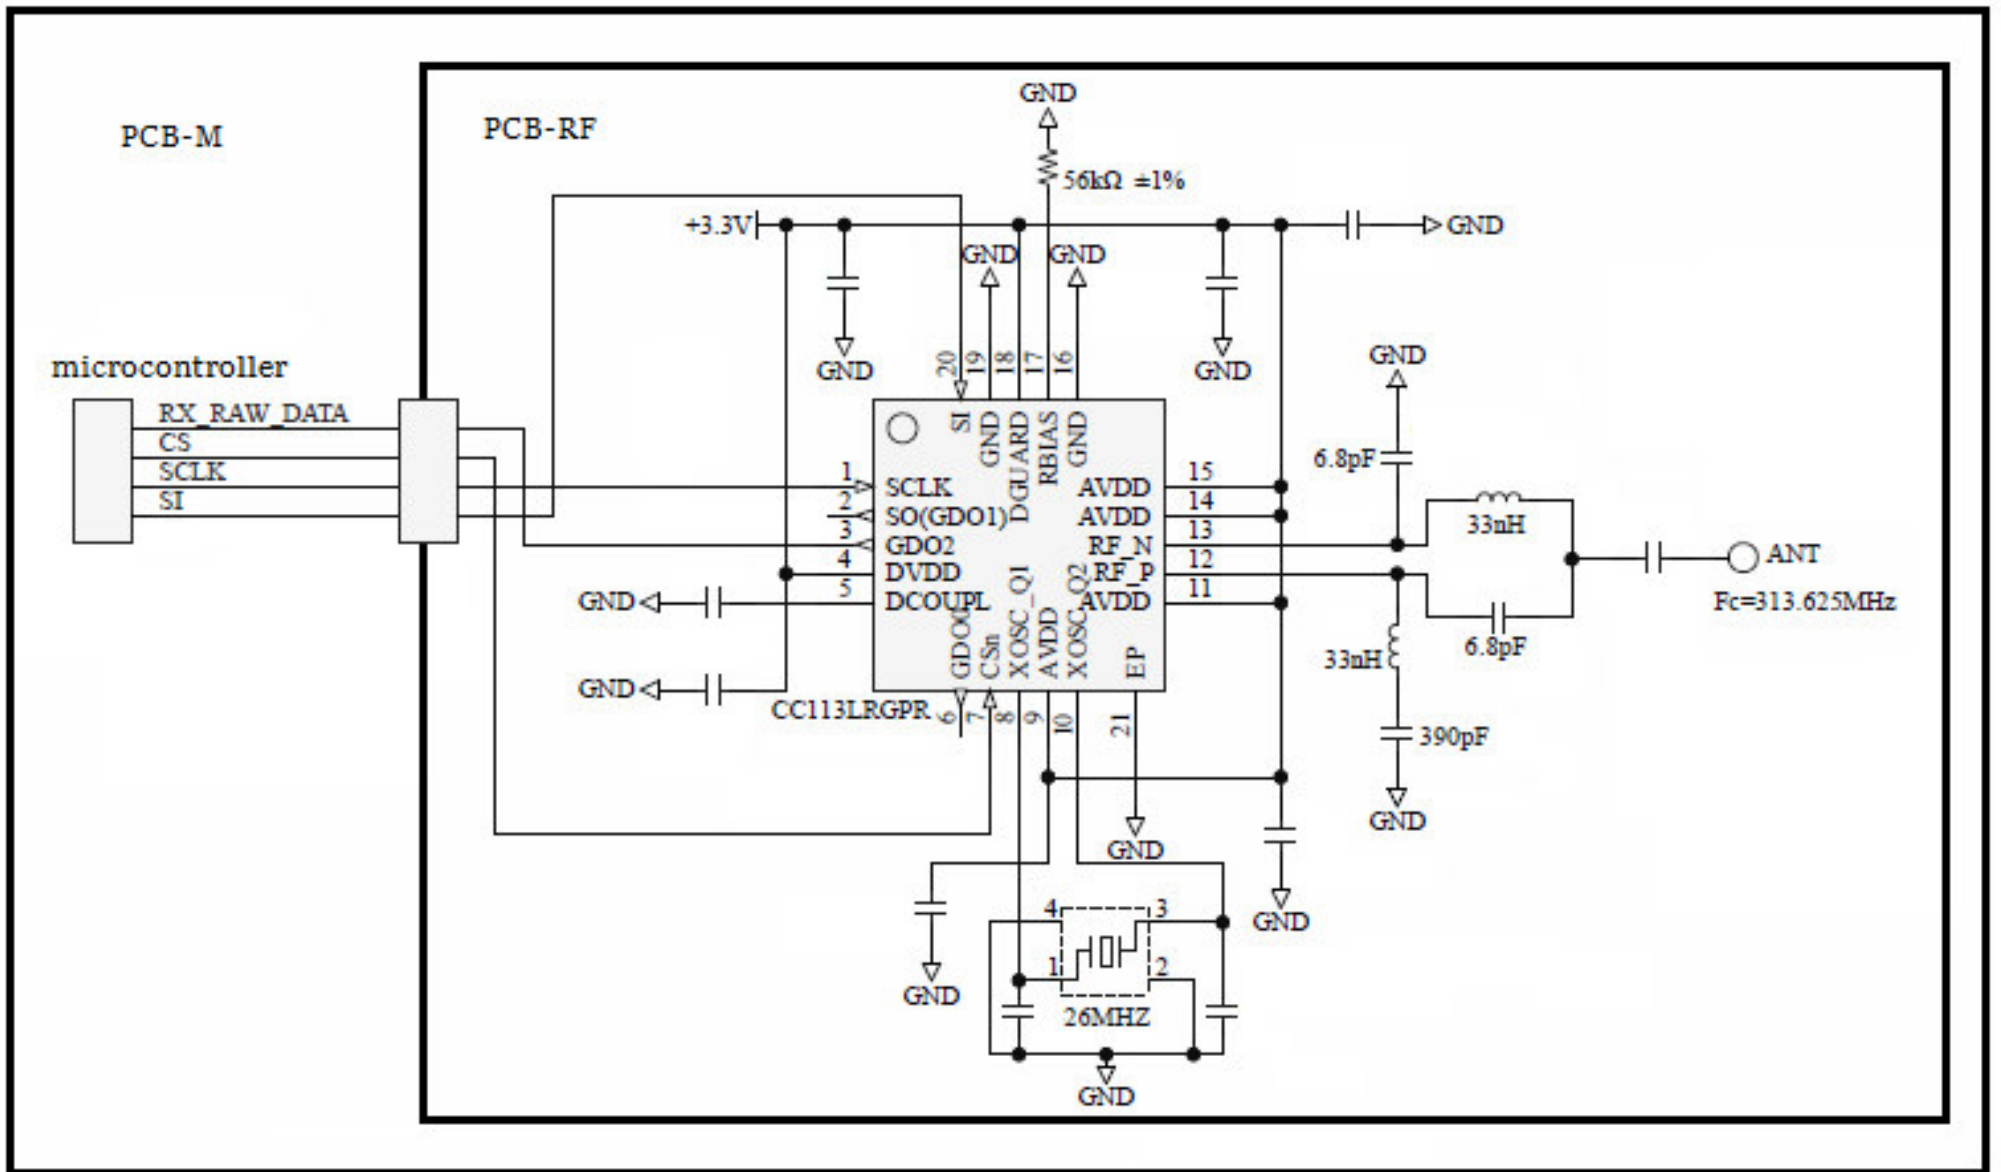 PCB-M
PCB-RF
GND
56kΩ ±1%
+3.3V
GND
GND
GND
GND
GND
microcontroller
RX_RAW_DATA
CS
SCLK
SI
20
19
18
17
16
SI
GND
DGUARD
RBIAS
GND
1
2
3
4
5
SCLK
SO(GDO1)
GDO2
DVDD
DCOUPL
AVDD
AVDD
RF_N
RF_P
AVDD
15
14
13
12
11
GDO0
CSn
XOSC_Q1
AVDD
XOSC_Q2
EP
6
7
8
9
10
21
CC113LRGPR
GND
GND
GND
6.8pF
33nH
6.8pF
33nH
390pF
GND
ANT
Fc=313.625MHz
GND
GND
GND
4
3
1
2
26MHZ
GND